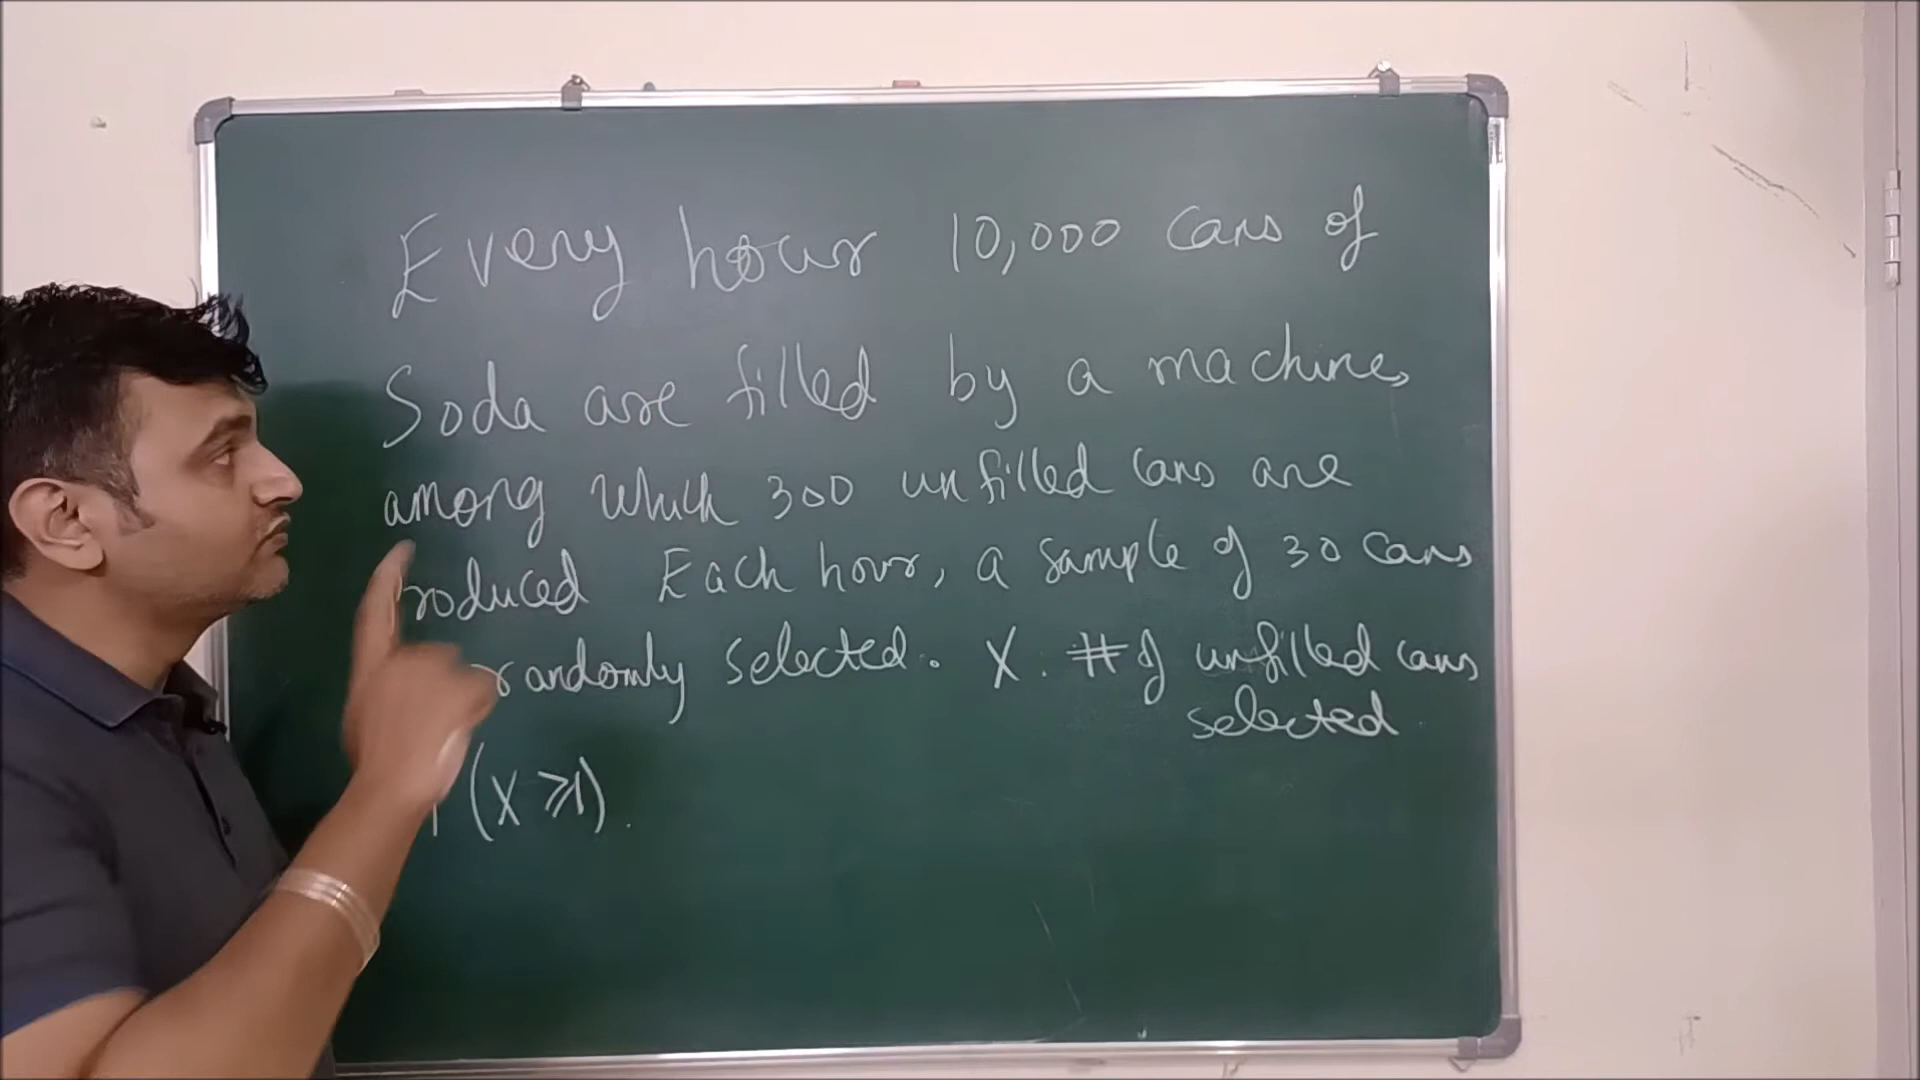 Every hour 10,000 cans of
Soda are filled by a machine,
among which 300 unfilled cans are
roduced Each hour, a sample of 30 cans
randomly selected. X. # of unfilled cans
selected.
(X ≥ 1).